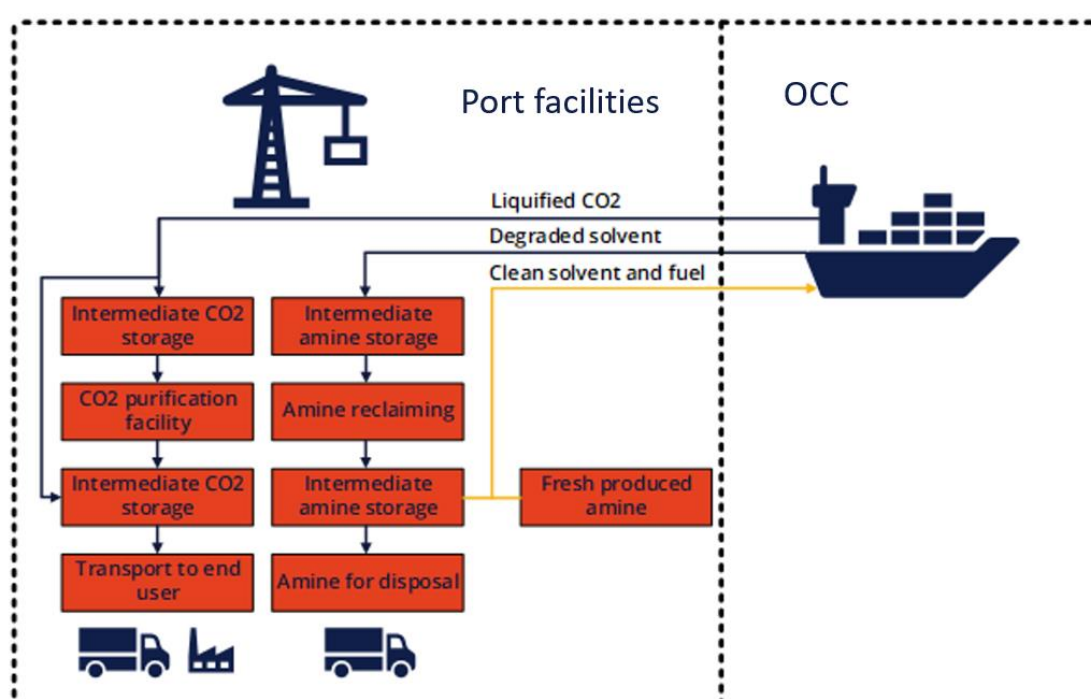 Port facilities
OCC
Liquified CO2
Degraded solvent
Clean solvent and fuel
Intermediate CO2
storage
Intermediate
amine storage
CO2 purification
facility
Amine reclaiming
Intermediate CO2
storage
Intermediate
amine storage
Fresh produced
amine
Transport to end
user
Amine for disposal